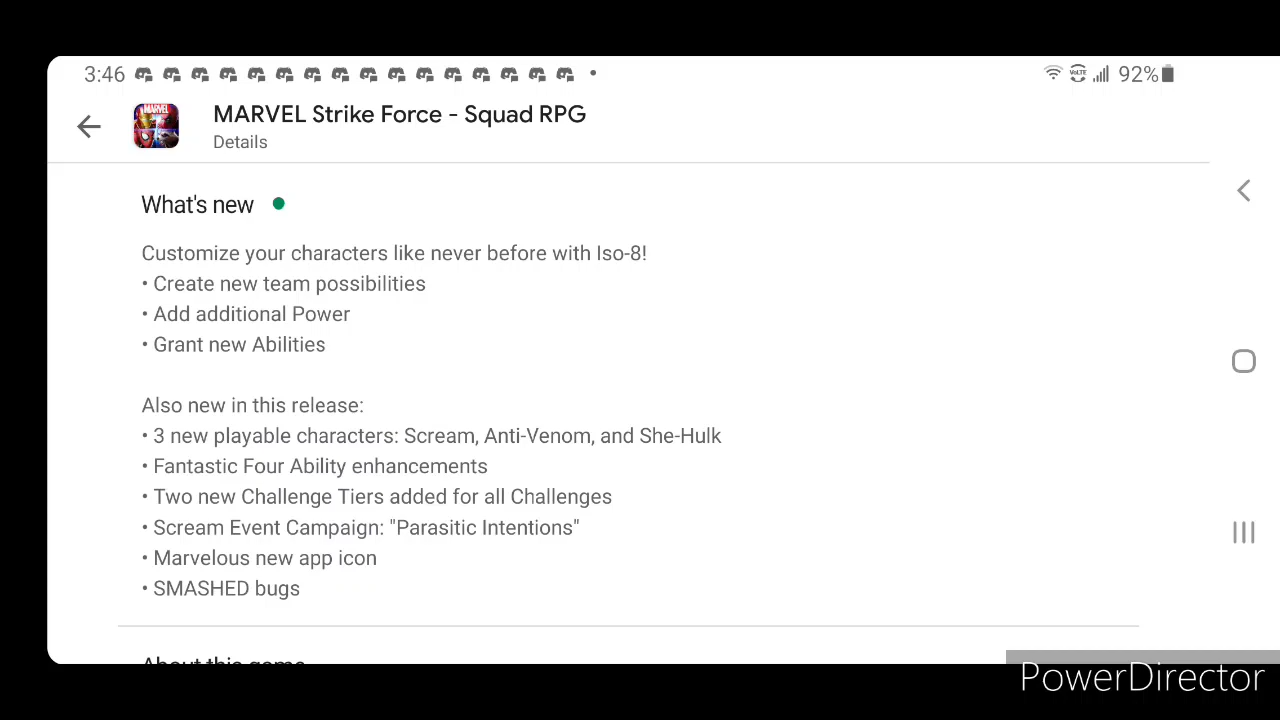 3:46
92%
MARVEL Strike Force - Squad RPG
Details
What's new
Customize your characters like never before with Iso-8!
• Create new team possibilities
• Add additional Power
• Grant new Abilities
Also new in this release:
• 3 new playable characters: Scream, Anti-Venom, and She-Hulk
• Fantastic Four Ability enhancements
• Two new Challenge Tiers added for all Challenges
• Scream Event Campaign: "Parasitic Intentions"
• Marvelous new app icon
• SMASHED bugs
About this game
PowerDirector